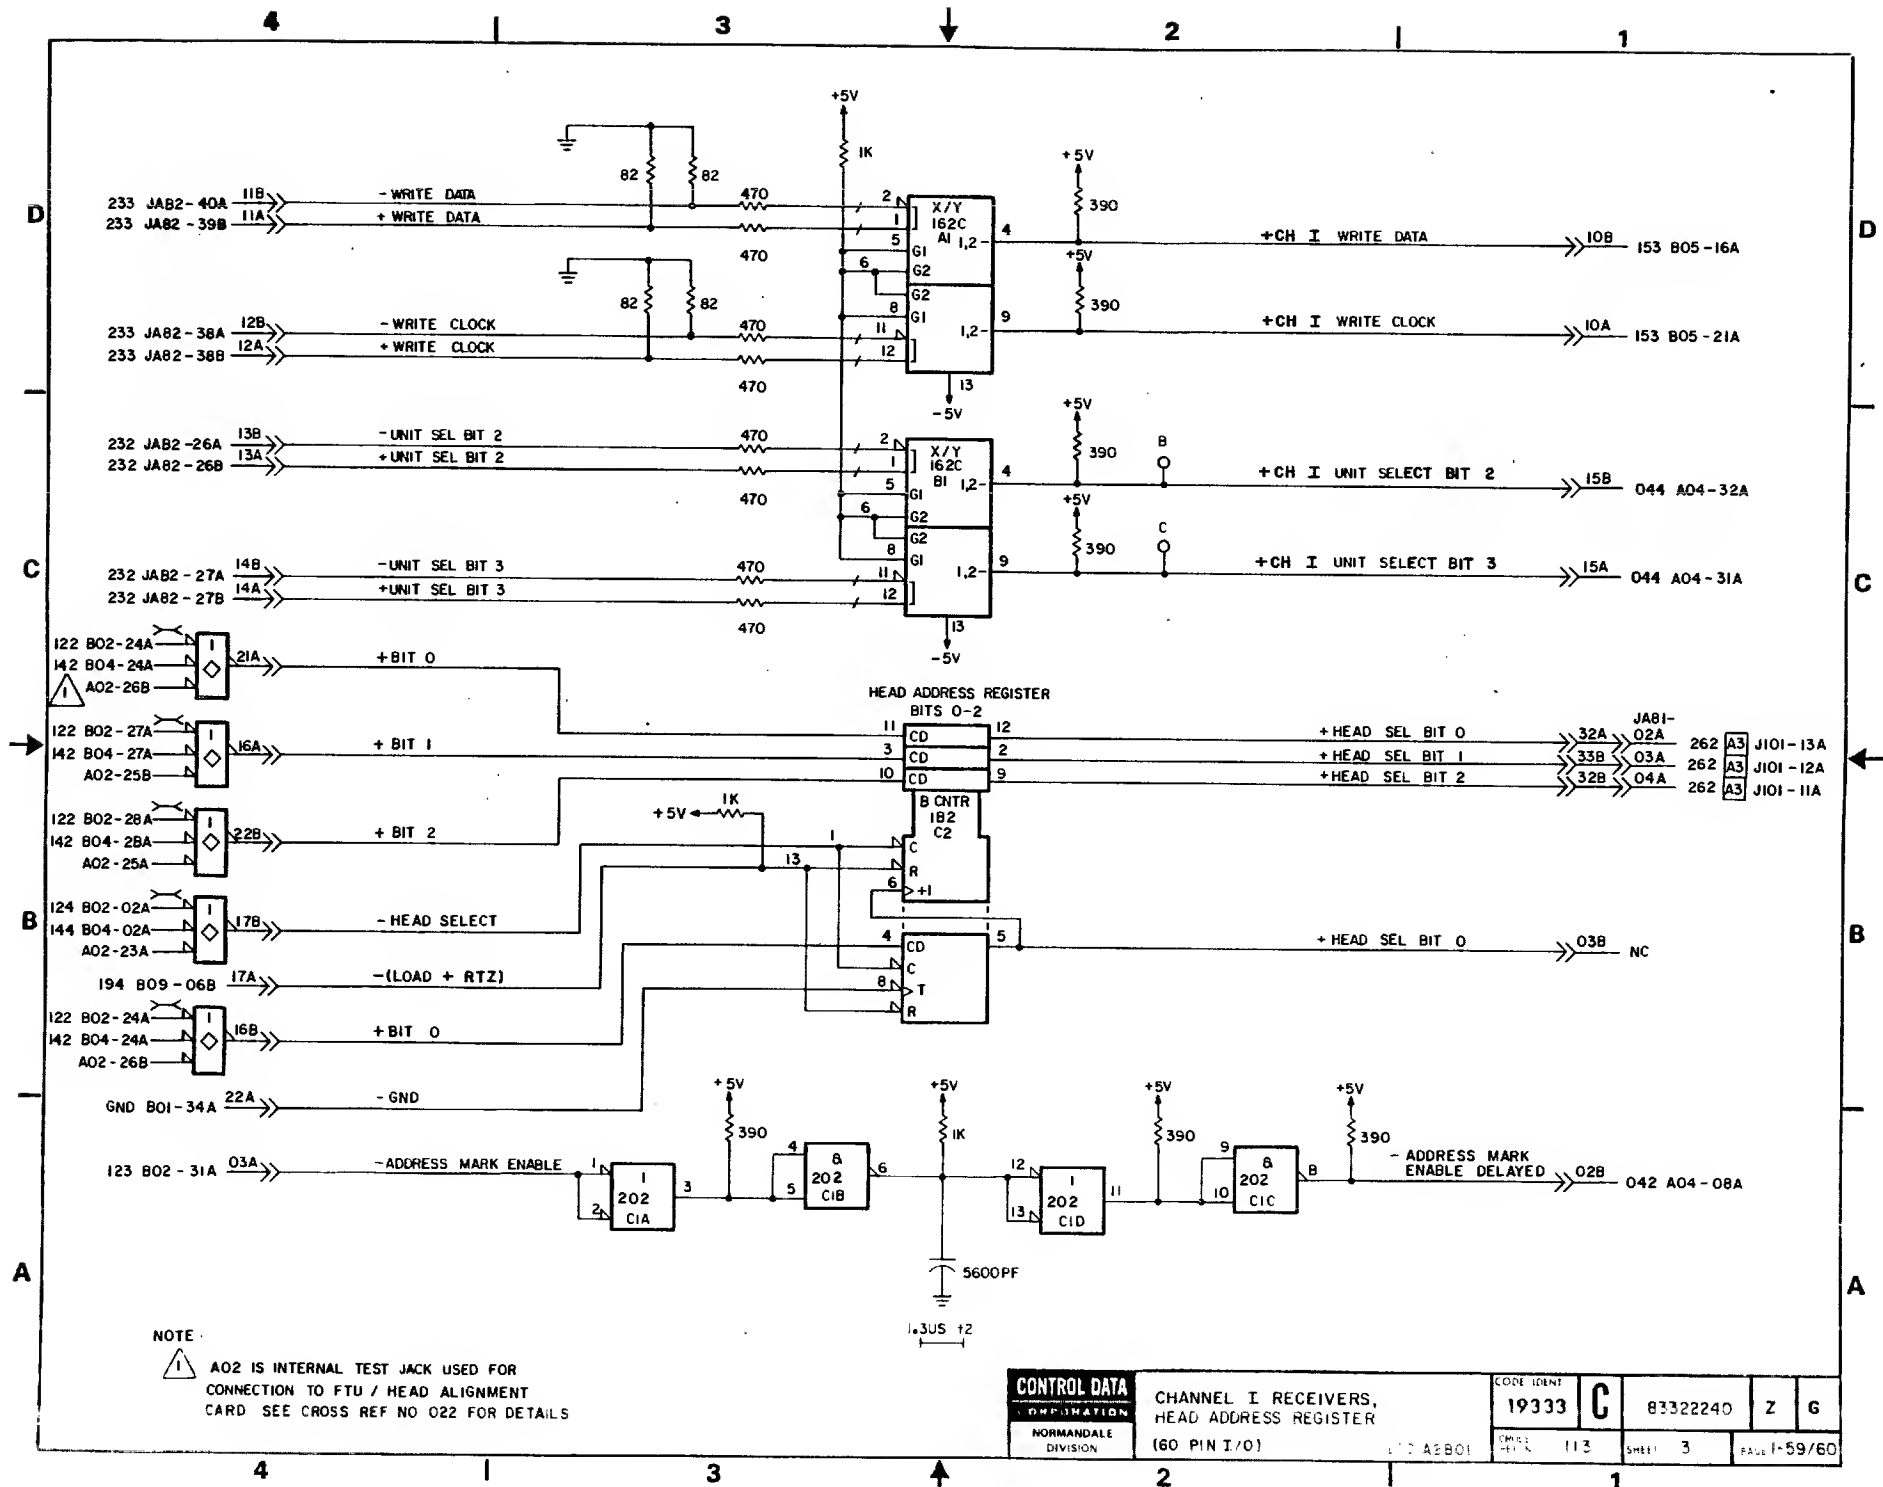 4 3 2 1
+5V
1K
+5V
82 82
390
D D
233 JA82-40A 11B -WRITE DATA 470 2 X/Y
233 JA82-39B 11A +WRITE DATA 1 162C
A1 1,2 4 +CH I WRITE DATA 10B 153 B05-16A
470 5 G1
+5V
6 G2
G2
82 82
390
8 G1
233 JA82-38A 12B -WRITE CLOCK 470 11 1,2 9 +CH I WRITE CLOCK 10A 153 B05-21A
233 JA82-38B 12A +WRITE CLOCK 12
470 13
-5V
+5V
232 JA82-26A 13B -UNIT SEL BIT 2 470 2 X/Y 390 B
232 JA82-26B 13A +UNIT SEL BIT 2 1 162C
B1 1,2 4 +CH I UNIT SELECT BIT 2 15B 044 A04-32A
470 5 G1 +5V
6 G2
G2 390 C
8 G1
C C
232 JA82-27A 14B -UNIT SEL BIT 3 470 11 1,2 9 +CH I UNIT SELECT BIT 3 15A 044 A04-31A
232 JA82-27B 14A +UNIT SEL BIT 3 12
470 13
-5V
122 B02-24A 1
142 B04-24A 21A +BIT 0
1 A02-26B
HEAD ADDRESS REGISTER
BITS 0-2
122 B02-27A 1
142 B04-27A 16A +BIT 1
A02-25B
11 CD 12 +HEAD SEL BIT 0 32A JA81-02A 262 A3 J101-13A
3 CD 2 +HEAD SEL BIT 1 33B 03A 262 A3 J101-12A
10 CD 9 +HEAD SEL BIT 2 32B 04A 262 A3 J101-11A
+5V 1K
B CNTR
182
C2
122 B02-28A 1
142 B04-28A 22B +BIT 2
A02-25A
1 C
13 R
6 +1
B B
124 B02-02A 1
144 B04-02A 17B -HEAD SELECT
A02-23A
4 CD 5 +HEAD SEL BIT 0 03B NC
C
8 T
R
194 B09-06B 17A -(LOAD + RTZ)
122 B02-24A 1
142 B04-24A 16B +BIT 0
A02-26B
GND B01-34A 22A -GND
+5V +5V +5V +5V
390 1K 390 390
123 B02-31A 03A -ADDRESS MARK ENABLE 1 2 1 202 C1A 3
4 5 & 202 C1B 6
12 13 1 202 C1D 11
9 10 & 202 C1C 8
-ADDRESS MARK
ENABLE DELAYED 02B 042 A04-08A
A A
5600PF
1.3US ±2
NOTE
1 A02 IS INTERNAL TEST JACK USED FOR
CONNECTION TO FTU / HEAD ALIGNMENT
CARD SEE CROSS REF NO 022 FOR DETAILS
CONTROL DATA
CORPORATION
NORMANDALE
DIVISION
CHANNEL I RECEIVERS,
HEAD ADDRESS REGISTER
(60 PIN I/O)
CODE IDENT
19333 C 83322240 Z G
113 SHEET 3 PAGE 1-59/60
4 3 2 1